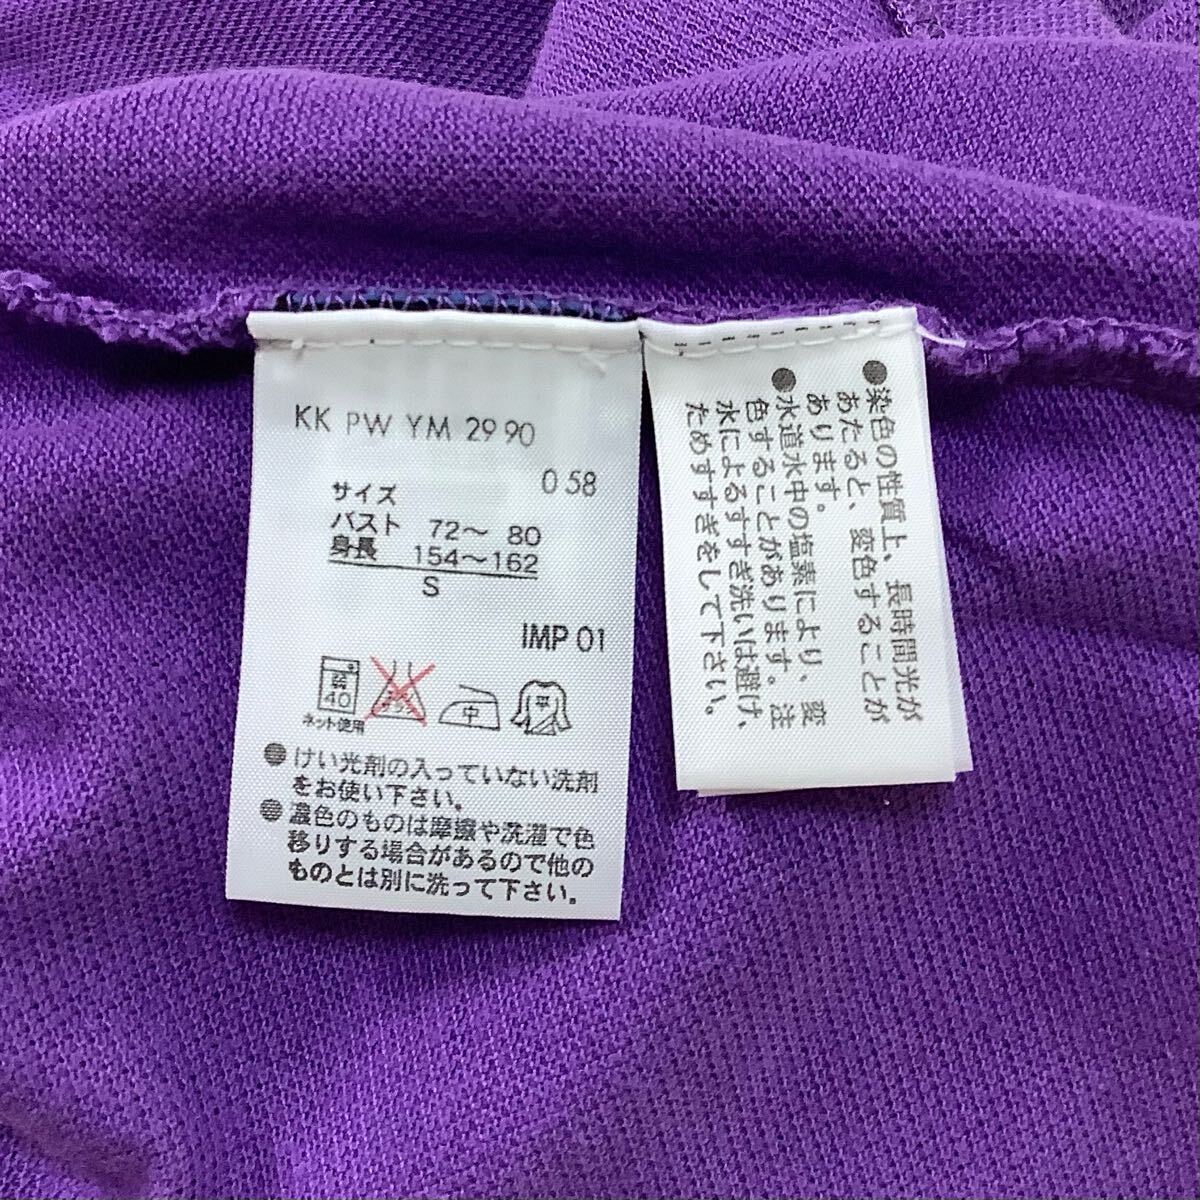 KK PW YM 29 90
0 58
サイズ
バスト 72〜 80
身長 154〜162
S
IMP 01
弱
40
ネット使用
中
平
●けい光剤の入っていない洗剤
をお使い下さい。
●濃色のものは摩擦や洗濯で色
移りする場合があるので他の
ものとは別に洗って下さい。
●染色の性質上、長時間光が
あたると、変色することが
あります。
●水道水中の塩素により、変
色することがあります。注
水によるすすぎ洗いは避け、
ためすすぎをして下さい。